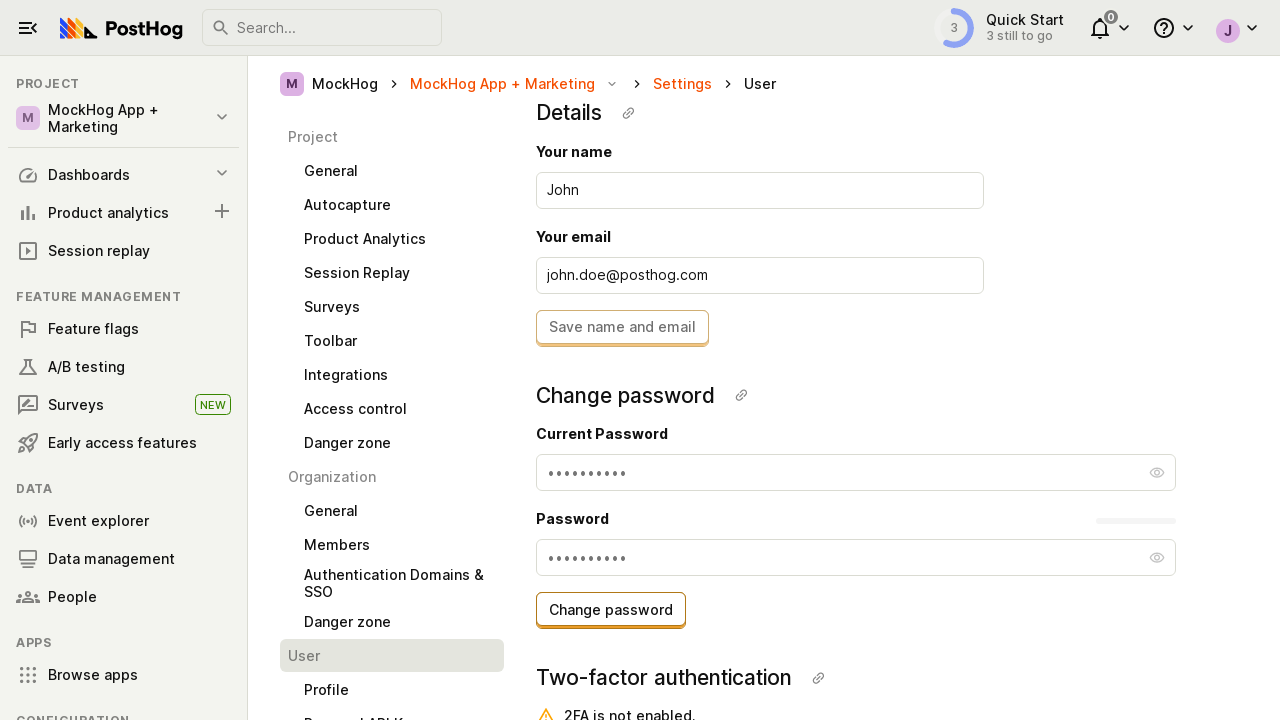 PostHog
Search...
3
Quick Start
3 still to go
0
J
PROJECT
M
MockHog App +
Marketing
Dashboards
Product analytics
Session replay
FEATURE MANAGEMENT
Feature flags
A/B testing
Surveys
NEW
Early access features
DATA
Event explorer
Data management
People
APPS
Browse apps
M
MockHog
MockHog App + Marketing
Settings
User
Project
General
Autocapture
Product Analytics
Session Replay
Surveys
Toolbar
Integrations
Access control
Danger zone
Organization
General
Members
Authentication Domains &
SSO
Danger zone
User
Profile
Details
Your name
John
Your email
john.doe@posthog.com
Save name and email
Change password
Current Password
••••••••••
Password
••••••••••
Change password
Two-factor authentication
2FA is not enabled.